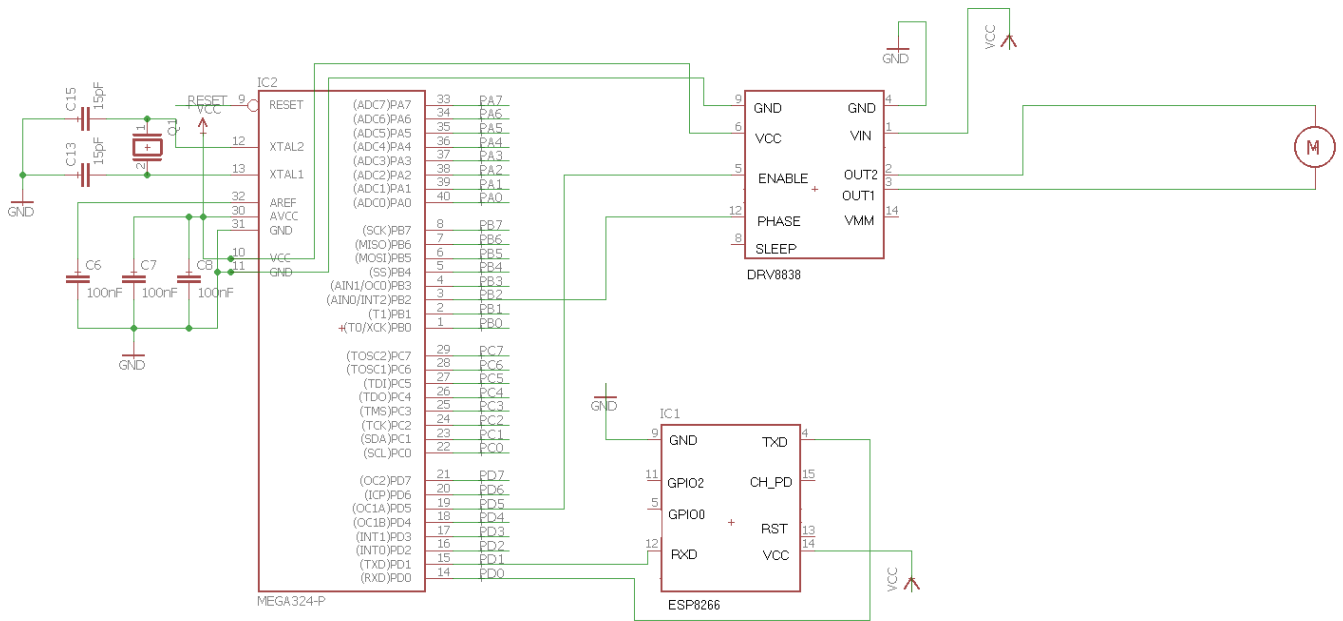 VCC
GND
IC2
C15
15pF
RESET
VCC
Q1
1
2
C13
15pF
GND
9 RESET
12 XTAL2
13 XTAL1
32 AREF
30 AVCC
31 GND
10 VCC
11 GND
C6
100nF
C7
100nF
C8
100nF
GND
(ADC7)PA7 33 PA7
(ADC6)PA6 34 PA6
(ADC5)PA5 35 PA5
(ADC4)PA4 36 PA4
(ADC3)PA3 37 PA3
(ADC2)PA2 38 PA2
(ADC1)PA1 39 PA1
(ADC0)PA0 40 PA0
(SCK)PB7 8 PB7
(MISO)PB6 7 PB6
(MOSI)PB5 6 PB5
(SS)PB4 5 PB4
(AIN1/OC0)PB3 4 PB3
(AIN0/INT2)PB2 3 PB2
(T1)PB1 2 PB1
(T0/XCK)PB0 1 PB0
(TOSC2)PC7 29 PC7
(TOSC1)PC6 28 PC6
(TDI)PC5 27 PC5
(TDO)PC4 26 PC4
(TMS)PC3 25 PC3
(TCK)PC2 24 PC2
(SDA)PC1 23 PC1
(SCL)PC0 22 PC0
(OC2)PD7 21 PD7
(ICP)PD6 20 PD6
(OC1A)PD5 19 PD5
(OC1B)PD4 18 PD4
(INT1)PD3 17 PD3
(INT0)PD2 16 PD2
(TXD)PD1 15 PD1
(RXD)PD0 14 PD0
MEGA324-P
9 GND
6 VCC
5 ENABLE
12 PHASE
8 SLEEP
GND 4
VIN 1
OUT2 2
OUT1 3
VMM 14
DRV8838
M
GND
IC1
9 GND
11 GPIO2
5 GPIO0
12 RXD
TXD 4
CH_PD 15
RST 13
VCC 14
ESP8266
VCC